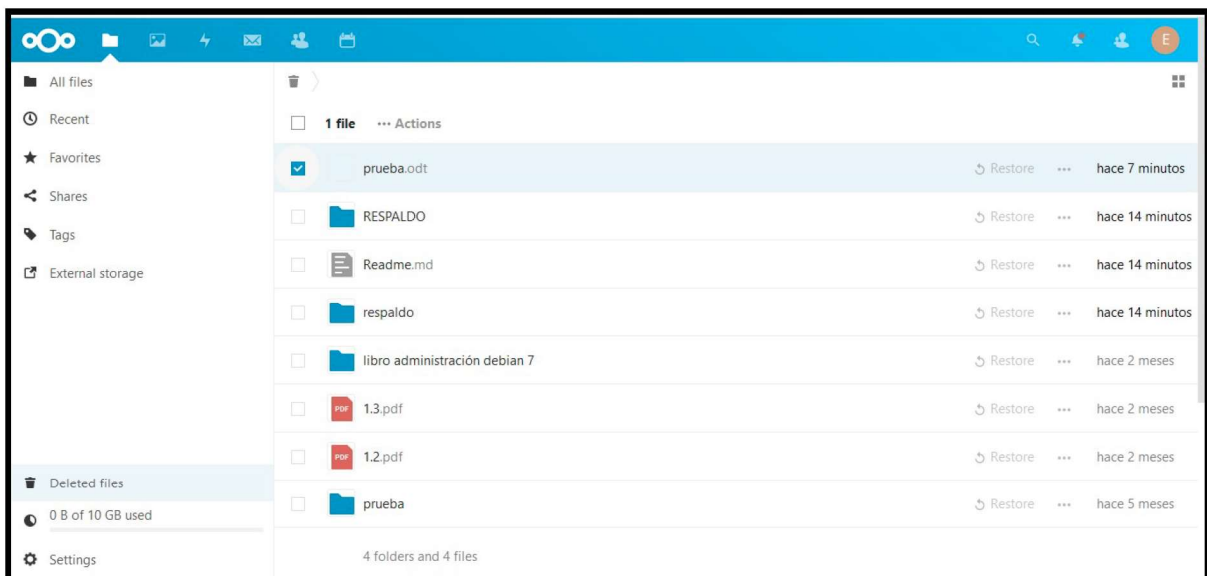 E
All files
Recent
Favorites
Shares
Tags
External storage
Deleted files
0 B of 10 GB used
Settings
1 file ••• Actions
prueba.odt Restore ••• hace 7 minutos
RESPALDO Restore ••• hace 14 minutos
Readme.md Restore ••• hace 14 minutos
respaldo Restore ••• hace 14 minutos
libro administración debian 7 Restore ••• hace 2 meses
PDF 1.3.pdf Restore ••• hace 2 meses
PDF 1.2.pdf Restore ••• hace 2 meses
prueba Restore ••• hace 5 meses
4 folders and 4 files